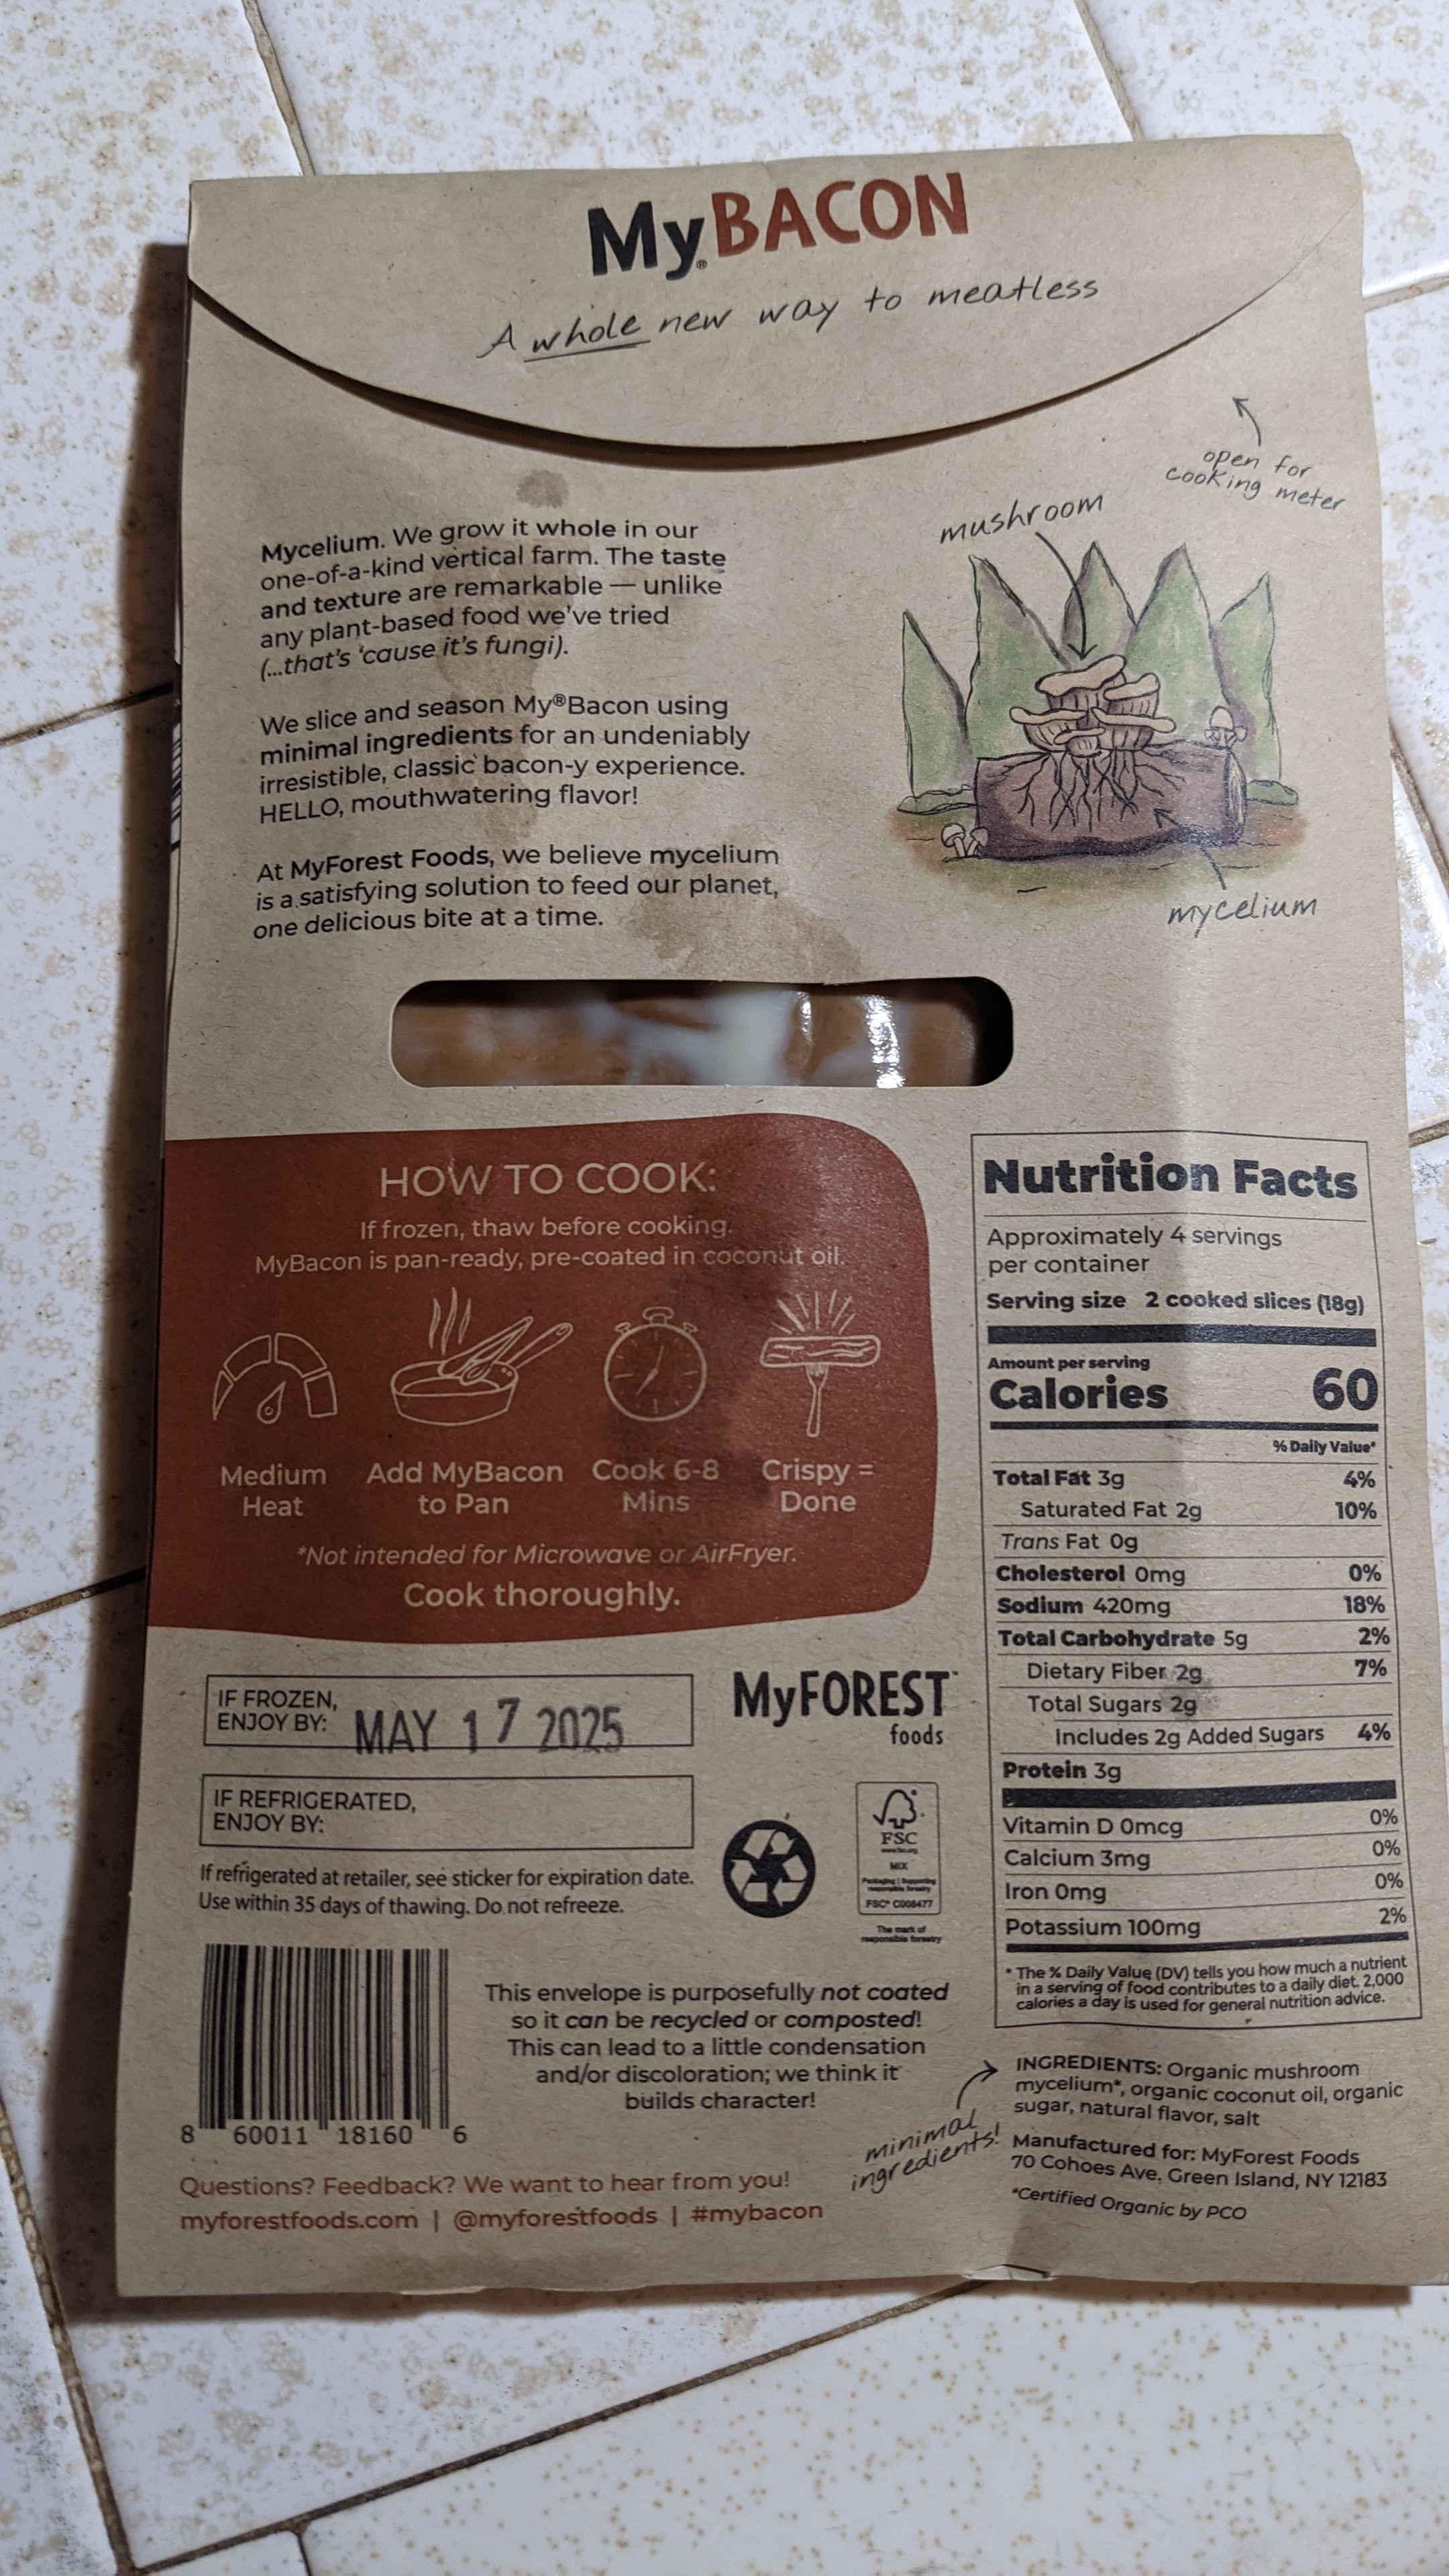 MyBACON
®
A whole new way to meatless
open for
cooking meter
mushroom
Mycelium. We grow it whole in our
one-of-a-kind vertical farm. The taste
and texture are remarkable — unlike
any plant-based food we've tried
(...that's 'cause it's fungi).
We slice and season My®Bacon using
minimal ingredients for an undeniably
irresistible, classic bacon-y experience.
HELLO, mouthwatering flavor!
At MyForest Foods, we believe mycelium
is a satisfying solution to feed our planet,
one delicious bite at a time.
mycelium
HOW TO COOK:
If frozen, thaw before cooking.
MyBacon is pan-ready, pre-coated in coconut oil.
Medium
Heat
Add MyBacon
to Pan
Cook 6-8
Mins
Crispy =
Done
*Not intended for Microwave or AirFryer.
Cook thoroughly.
Nutrition Facts
Approximately 4 servings
per container
Serving size 2 cooked slices (18g)
Amount per serving
Calories 60
% Daily Value*
Total Fat 3g 4%
Saturated Fat 2g 10%
Trans Fat 0g
Cholesterol 0mg 0%
Sodium 420mg 18%
Total Carbohydrate 5g 2%
Dietary Fiber 2g 7%
Total Sugars 2g
Includes 2g Added Sugars 4%
Protein 3g
Vitamin D 0mcg 0%
Calcium 3mg 0%
Iron 0mg 0%
Potassium 100mg 2%
* The % Daily Value (DV) tells you how much a nutrient
in a serving of food contributes to a daily diet. 2,000
calories a day is used for general nutrition advice.
IF FROZEN,
ENJOY BY: MAY 17 2025
IF REFRIGERATED,
ENJOY BY:
If refrigerated at retailer, see sticker for expiration date.
Use within 35 days of thawing. Do not refreeze.
MyFOREST™
foods
FSC
www.fsc.org
MIX
Packaging | Supporting
responsible forestry
FSC® C008477
The mark of
responsible forestry
8 60011 18160 6
This envelope is purposefully not coated
so it can be recycled or composted!
This can lead to a little condensation
and/or discoloration; we think it
builds character!
minimal
ingredients!
INGREDIENTS: Organic mushroom
mycelium*, organic coconut oil, organic
sugar, natural flavor, salt
Manufactured for: MyForest Foods
70 Cohoes Ave, Green Island, NY 12183
*Certified Organic by PCO
Questions? Feedback? We want to hear from you!
myforestfoods.com | @myforestfoods | #mybacon